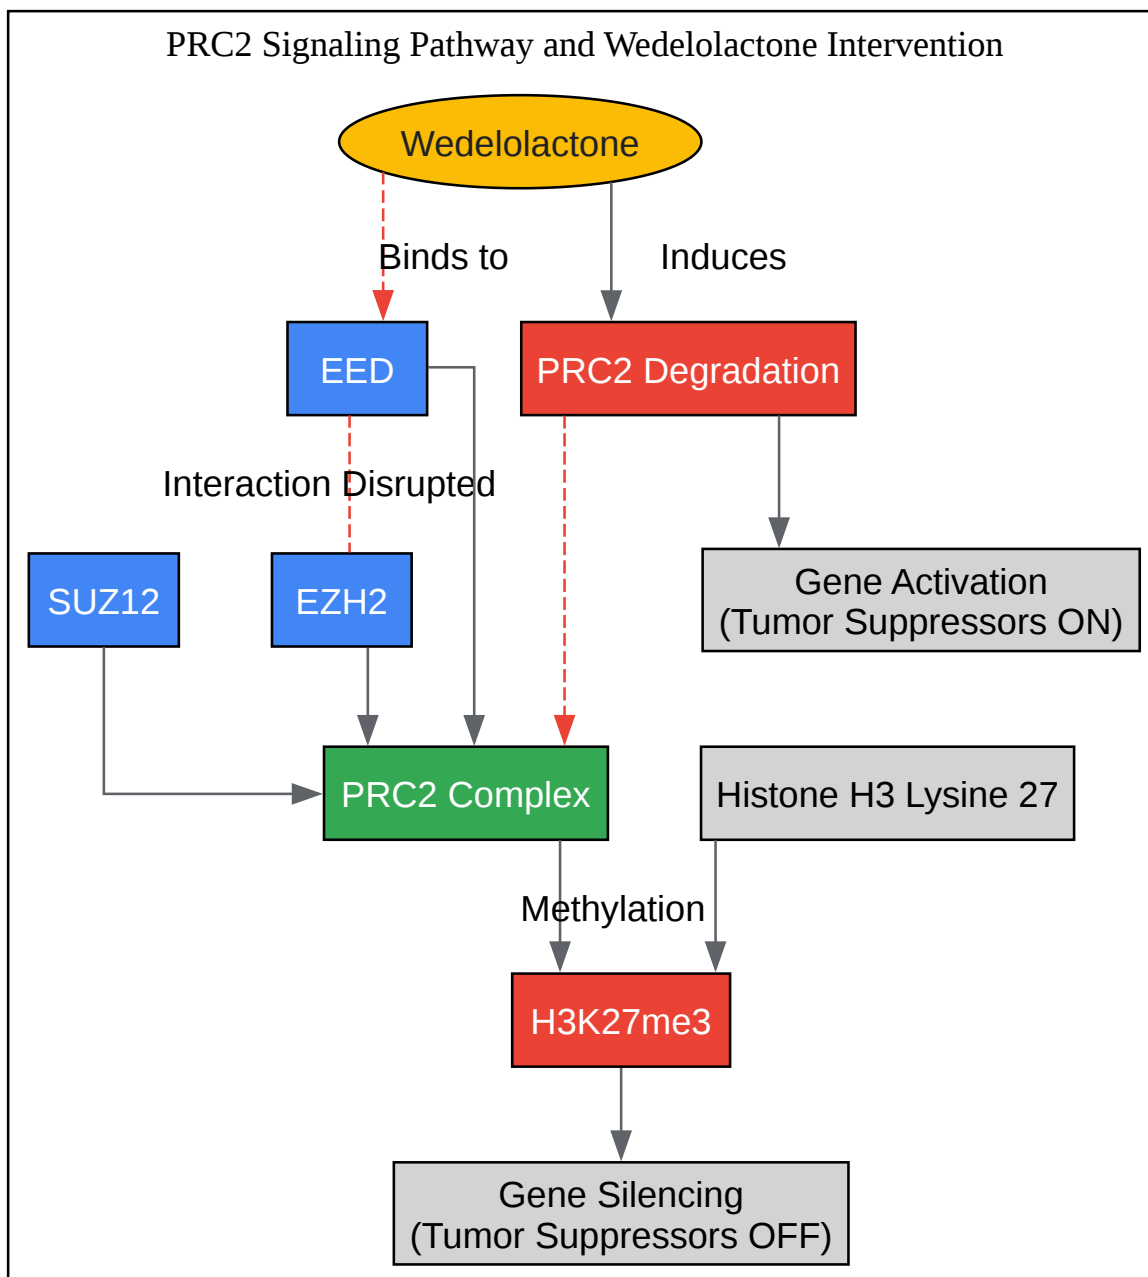 PRC2 Signaling Pathway and Wedelolactone Intervention
Wedelolactone
Binds to
Induces
EED
PRC2 Degradation
Interaction Disrupted
SUZ12
EZH2
Gene Activation
(Tumor Suppressors ON)
PRC2 Complex
Histone H3 Lysine 27
Methylation
H3K27me3
Gene Silencing
(Tumor Suppressors OFF)